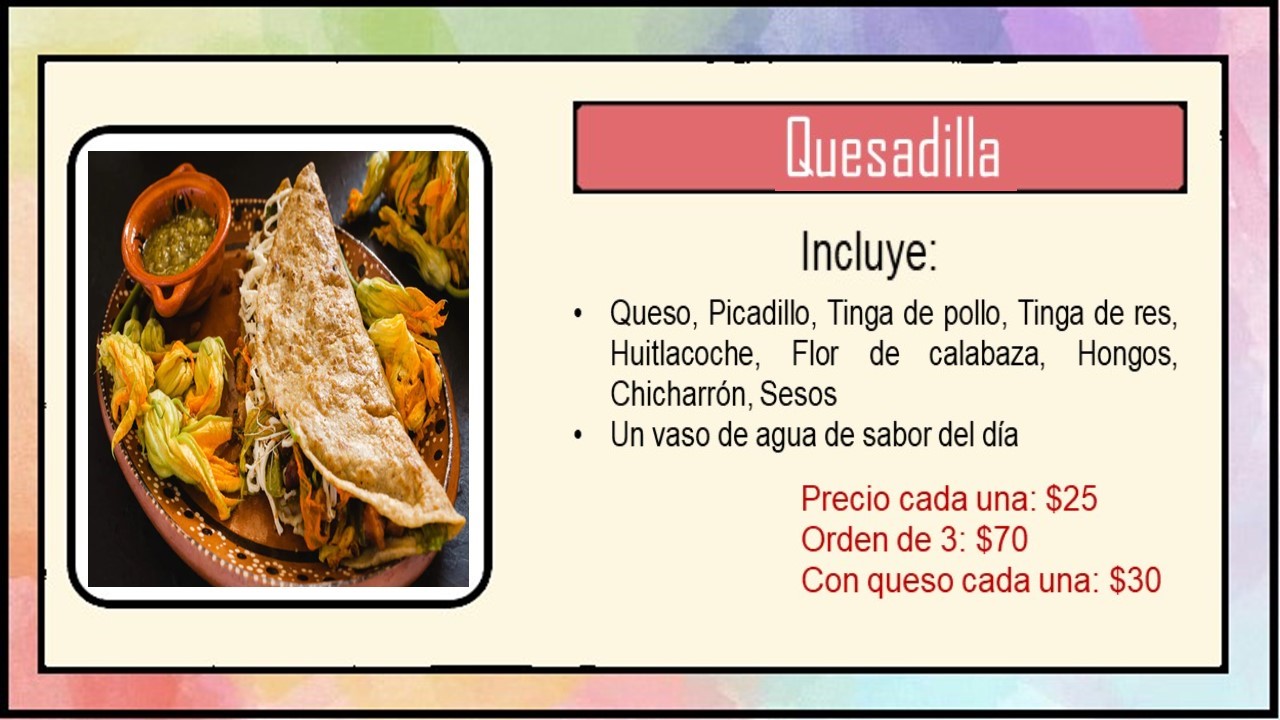 Quesadilla
Incluye:
• Queso, Picadillo, Tinga de pollo, Tinga de res,
Huitlacoche, Flor de calabaza, Hongos,
Chicharrón, Sesos
• Un vaso de agua de sabor del día
Precio cada una: $25
Orden de 3: $70
Con queso cada una: $30